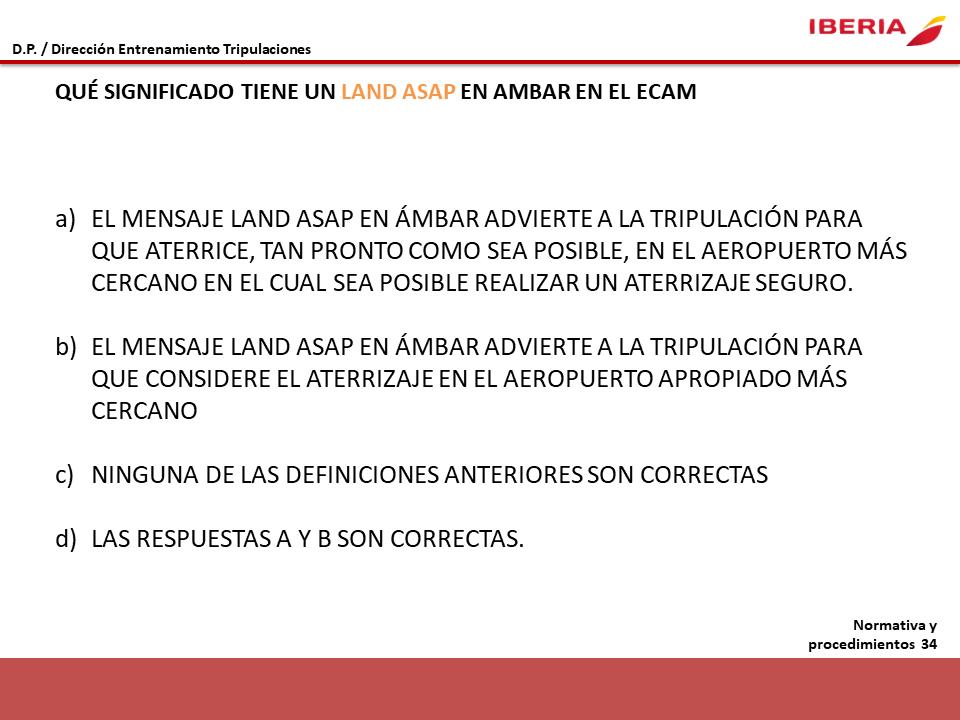 IBERIA
D.P. / Dirección Entrenamiento Tripulaciones
QUÉ SIGNIFICADO TIENE UN LAND ASAP EN AMBAR EN EL ECAM
a) EL MENSAJE LAND ASAP EN ÁMBAR ADVIERTE A LA TRIPULACIÓN PARA
QUE ATERRICE, TAN PRONTO COMO SEA POSIBLE, EN EL AEROPUERTO MÁS
CERCANO EN EL CUAL SEA POSIBLE REALIZAR UN ATERRIZAJE SEGURO.
b) EL MENSAJE LAND ASAP EN ÁMBAR ADVIERTE A LA TRIPULACIÓN PARA
QUE CONSIDERE EL ATERRIZAJE EN EL AEROPUERTO APROPIADO MÁS
CERCANO
c) NINGUNA DE LAS DEFINICIONES ANTERIORES SON CORRECTAS
d) LAS RESPUESTAS A Y B SON CORRECTAS.
Normativa y
procedimientos 34